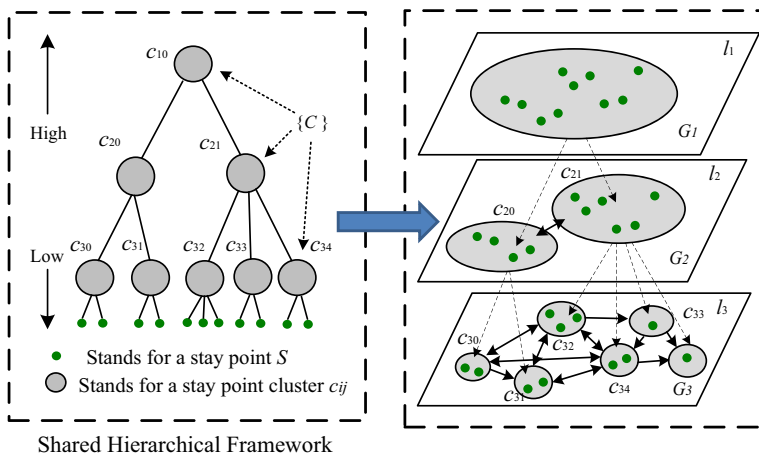 c10
High
{C}
c20
c21
Low
c30
c31
c32
c33
c34
Stands for a stay point S
Stands for a stay point cluster cij
Shared Hierarchical Framework
l1
G1
l2
c21
c20
G2
l3
c33
c30
c32
c31
c34
G3